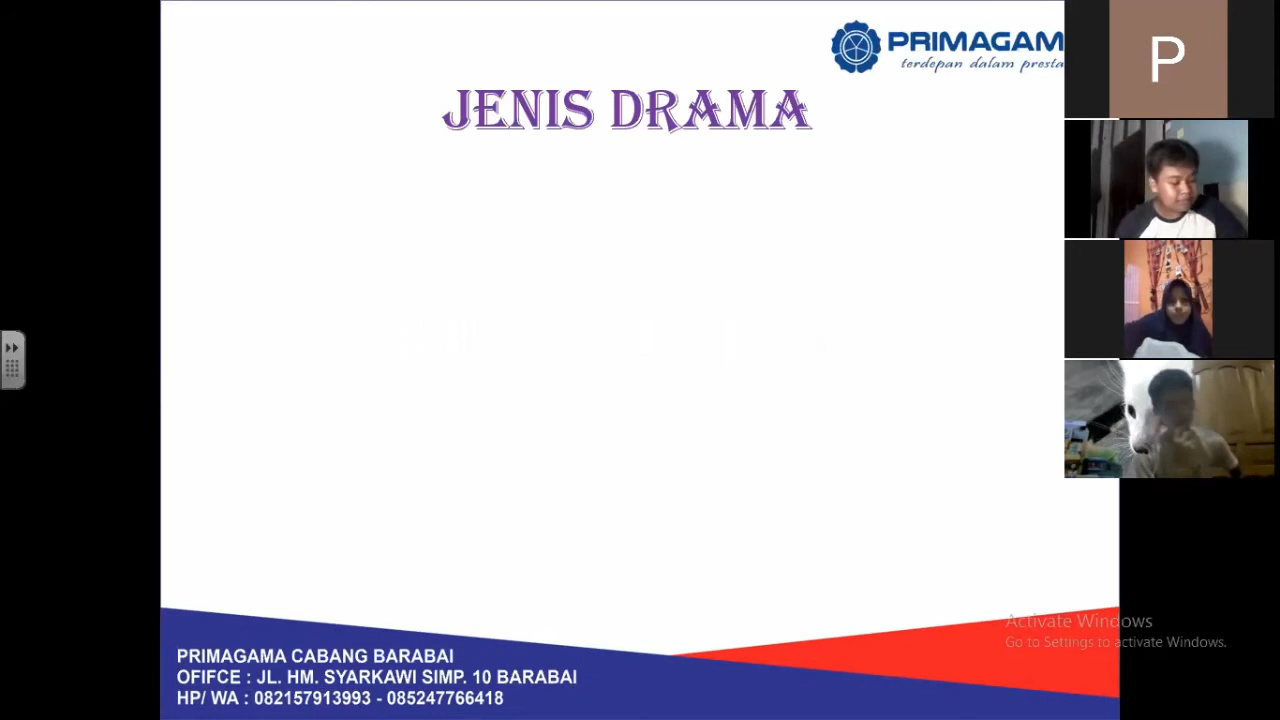 PRIMAGAM
terdepan dalam presta
JENIS DRAMA
P
Activate Windows
Go to Settings to activate Windows.
PRIMAGAMA CABANG BARABAI
OFIFCE : JL. HM. SYARKAWI SIMP. 10 BARABAI
HP/ WA : 082157913993 - 085247766418